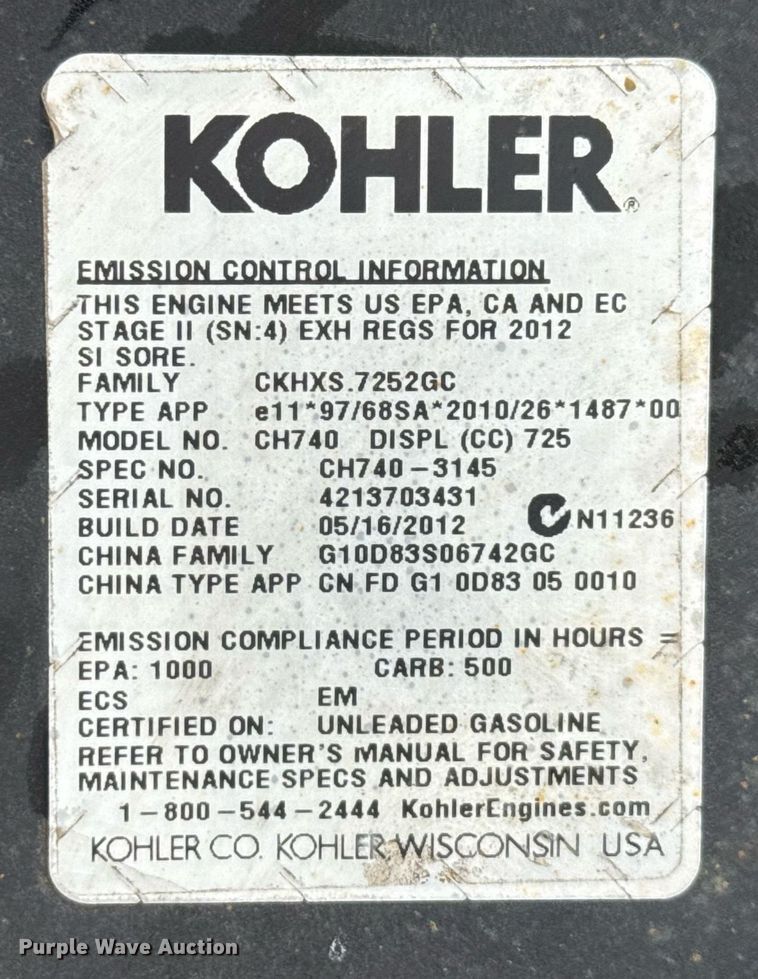 KOHLER®
EMISSION CONTROL INFORMATION
THIS ENGINE MEETS US EPA, CA AND EC
STAGE II (SN:4) EXH REGS FOR 2012
SI SORE.
FAMILY CKHXS.7252GC
TYPE APP e11*97/68SA*2010/26*1487*00
MODEL NO. CH740 DISPL (CC) 725
SPEC NO. CH740-3145
SERIAL NO. 4213703431
BUILD DATE 05/16/2012 N11236
CHINA FAMILY G10D83S06742GC
CHINA TYPE APP CN FD G1 0D83 05 0010
EMISSION COMPLIANCE PERIOD IN HOURS =
EPA: 1000 CARB: 500
ECS EM
CERTIFIED ON: UNLEADED GASOLINE
REFER TO OWNER'S MANUAL FOR SAFETY,
MAINTENANCE SPECS AND ADJUSTMENTS
1-800-544-2444 KohlerEngines.com
KOHLER CO. KOHLER, WISCONSIN USA
Purple Wave Auction